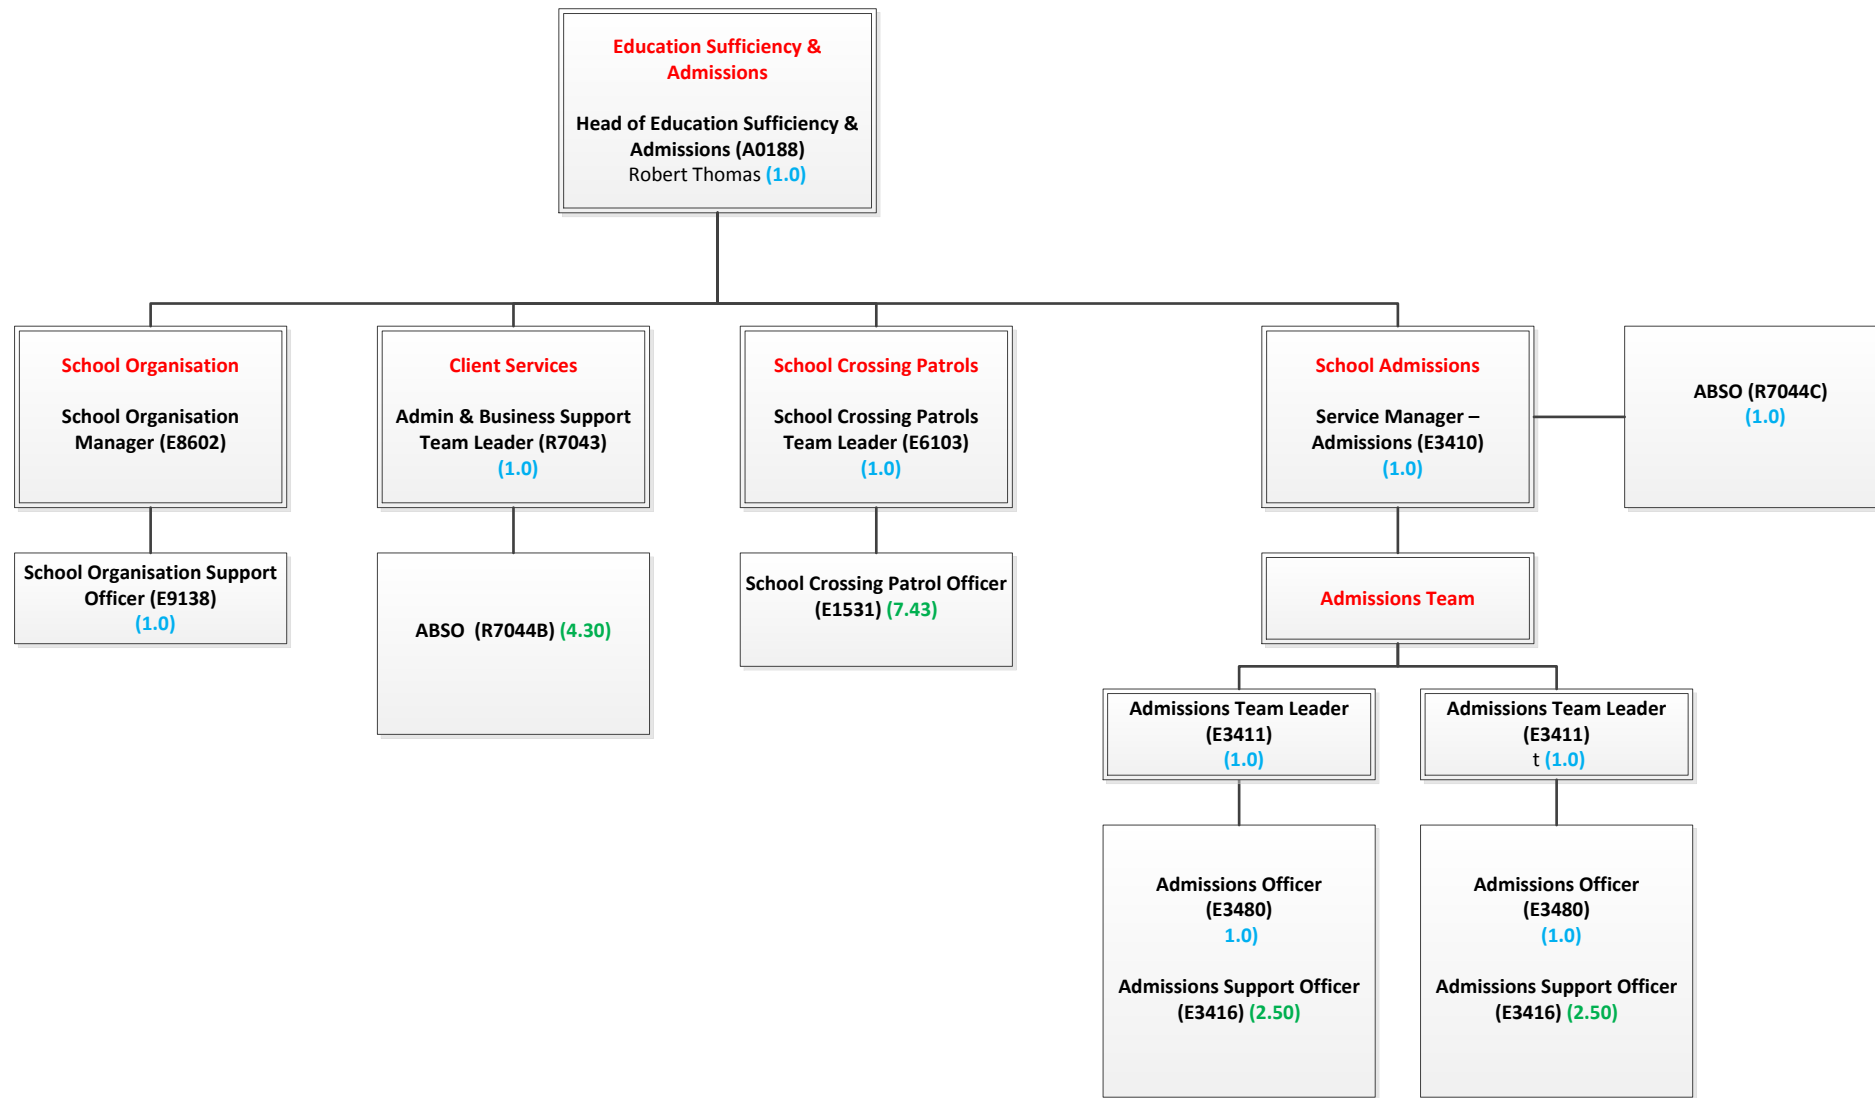 Education Sufficiency &
Admissions
Head of Education Sufficiency &
Admissions (A0188)
Robert Thomas (1.0)
School Organisation
School Organisation
Manager (E8602)
Client Services
Admin & Business Support
Team Leader (R7043)
(1.0)
School Crossing Patrols
School Crossing Patrols
Team Leader (E6103)
(1.0)
School Admissions
Service Manager –
Admissions (E3410)
(1.0)
ABSO (R7044C)
(1.0)
School Organisation Support
Officer (E9138)
(1.0)
ABSO  (R7044B) (4.30)
School Crossing Patrol Officer
(E1531) (7.43)
Admissions Team
Admissions Team Leader
(E3411)
(1.0)
Admissions Team Leader
(E3411)
t (1.0)
Admissions Officer
(E3480)
1.0)
Admissions Support Officer
(E3416) (2.50)
Admissions Officer
(E3480)
(1.0)
Admissions Support Officer
(E3416) (2.50)